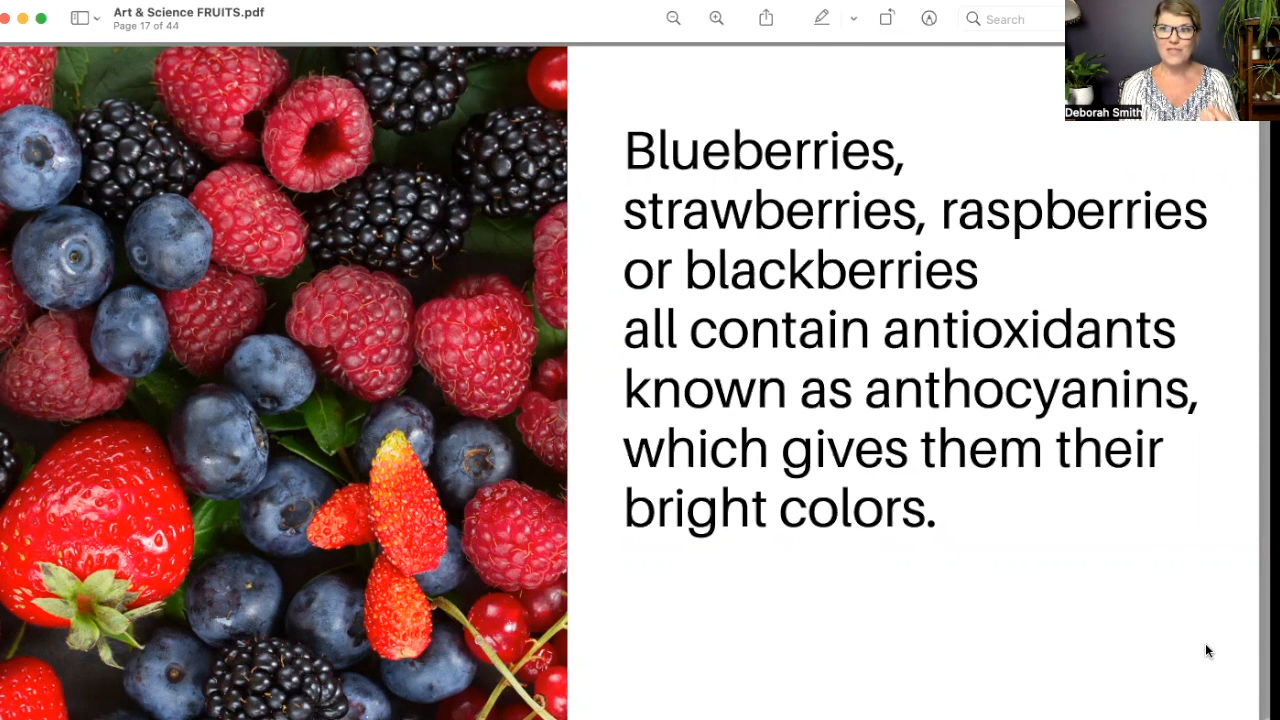 Art & Science FRUITS.pdf
Page 17 of 44
Search
Deborah Smith
Blueberries,
strawberries, raspberries
or blackberries
all contain antioxidants
known as anthocyanins,
which gives them their
bright colors.